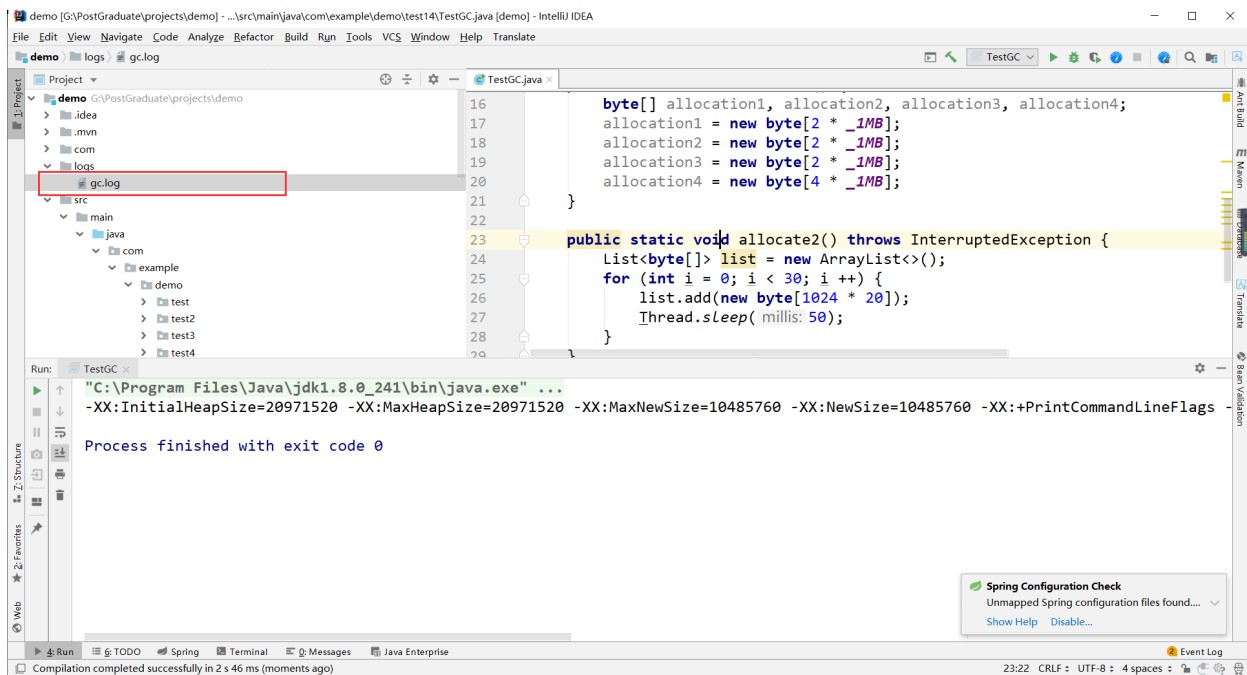 demo [G:\PostGraduate\projects\demo] - ...\src\main\java\com\example\demo\test14\TestGC.java [demo] - IntelliJ IDEA
File Edit View Navigate Code Analyze Refactor Build Run Tools VCS Window Help Translate
demo logs gc.log
TestGC
Project
TestGC.java
1: Project
demo G:\PostGraduate\projects\demo
.idea
.mvn
com
logs
gc.log
src
main
java
com
example
demo
test
test2
test3
test4
16 byte[] allocation1, allocation2, allocation3, allocation4;
17 allocation1 = new byte[2 * _1MB];
18 allocation2 = new byte[2 * _1MB];
19 allocation3 = new byte[2 * _1MB];
20 allocation4 = new byte[4 * _1MB];
21 }
22
23 public static void allocate2() throws InterruptedException {
24 List<byte[]> list = new ArrayList<>();
25 for (int i = 0; i < 30; i ++) {
26 list.add(new byte[1024 * 20]);
27 Thread.sleep( millis: 50);
28 }
29 }
Ant Build
Maven
Database
Translate
Bean Validation
Run: TestGC
"C:\Program Files\Java\jdk1.8.0_241\bin\java.exe" ...
-XX:InitialHeapSize=20971520 -XX:MaxHeapSize=20971520 -XX:MaxNewSize=10485760 -XX:NewSize=10485760 -XX:+PrintCommandLineFlags -
Process finished with exit code 0
Z: Structure
2: Favorites
Web
Spring Configuration Check
Unmapped Spring configuration files found....
Show Help Disable...
4: Run 6: TODO Spring Terminal 0: Messages Java Enterprise
2 Event Log
Compilation completed successfully in 2 s 46 ms (moments ago)
23:22 CRLF UTF-8 4 spaces